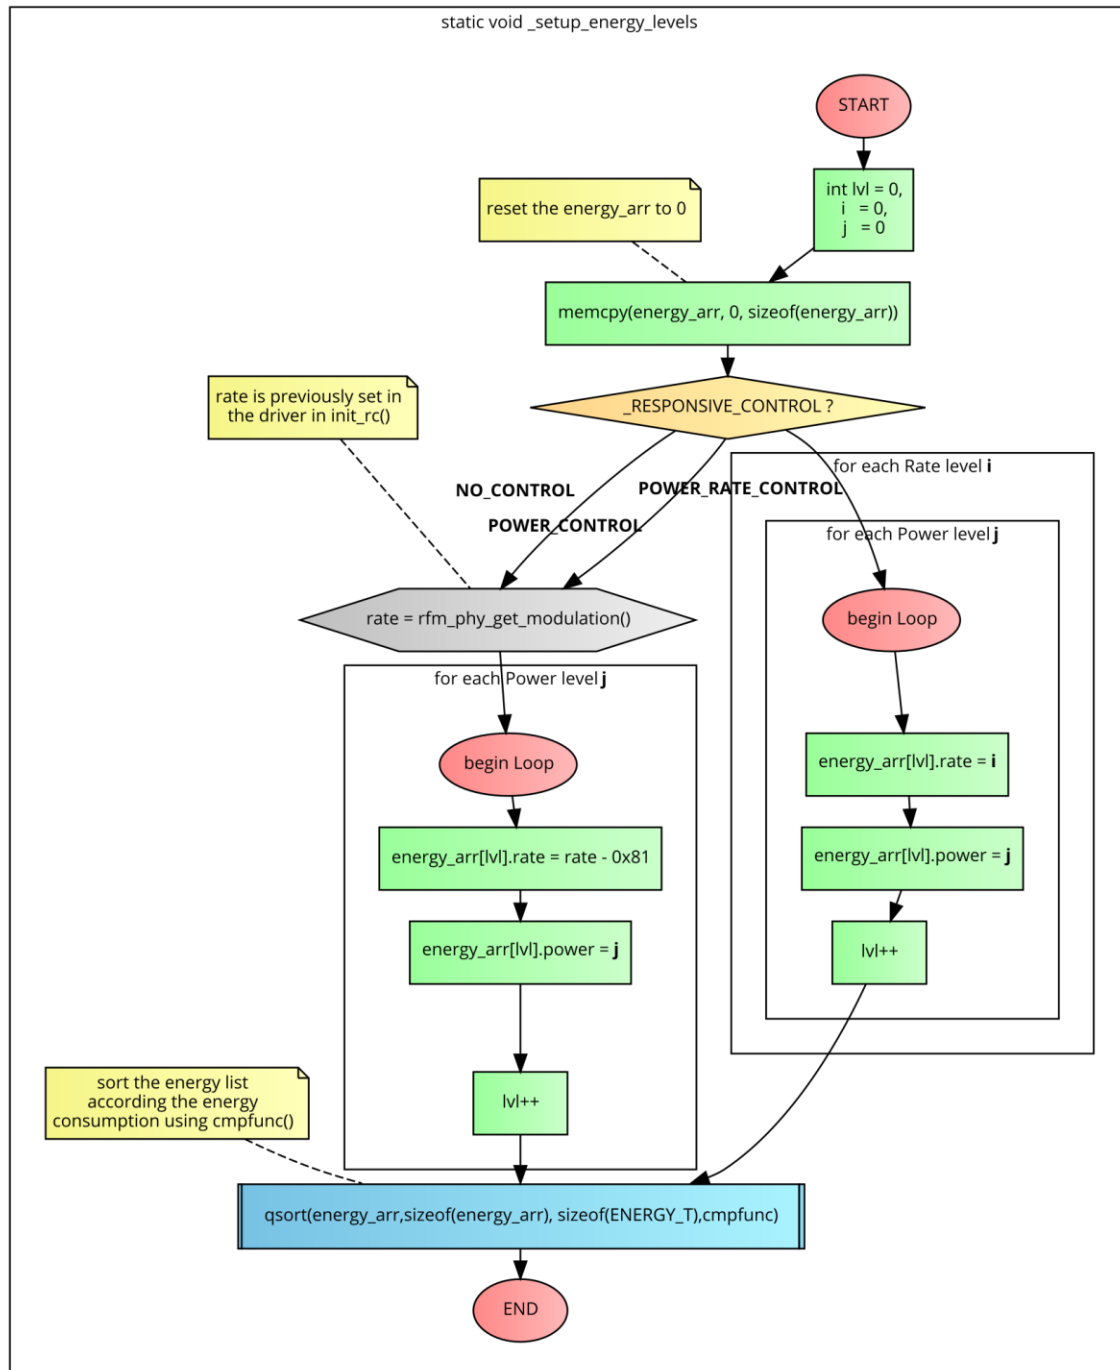 static void _setup_energy_levels
START
int lvl = 0,
i = 0,
j = 0
reset the energy_arr to 0
memcpy(energy_arr, 0, sizeof(energy_arr))
rate is previously set in
the driver in init_rc()
_RESPONSIVE_CONTROL ?
for each Rate level i
NO_CONTROL
POWER_RATE_CONTROL
POWER_CONTROL
for each Power level j
rate = rfm_phy_get_modulation()
begin Loop
for each Power level j
begin Loop
energy_arr[lvl].rate = i
energy_arr[lvl].rate = rate - 0x81
energy_arr[lvl].power = j
energy_arr[lvl].power = j
lvl++
sort the energy list
according the energy
consumption using cmpfunc()
lvl++
qsort(energy_arr,sizeof(energy_arr), sizeof(ENERGY_T),cmpfunc)
END